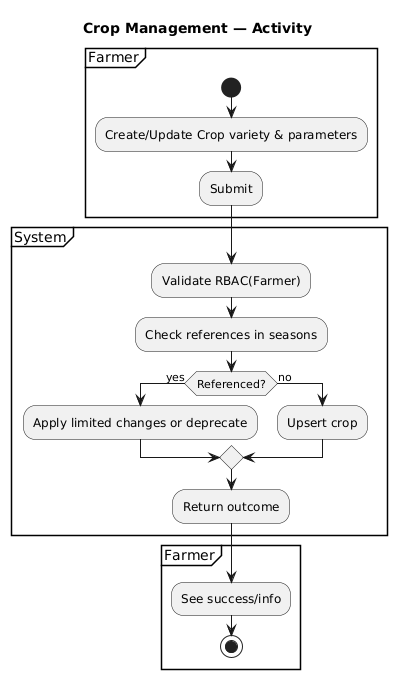 Crop Management — Activity
Farmer
Create/Update Crop variety & parameters
Submit
System
Validate RBAC(Farmer)
Check references in seasons
yes
Referenced?
no
Apply limited changes or deprecate
Upsert crop
Return outcome
Farmer
See success/info